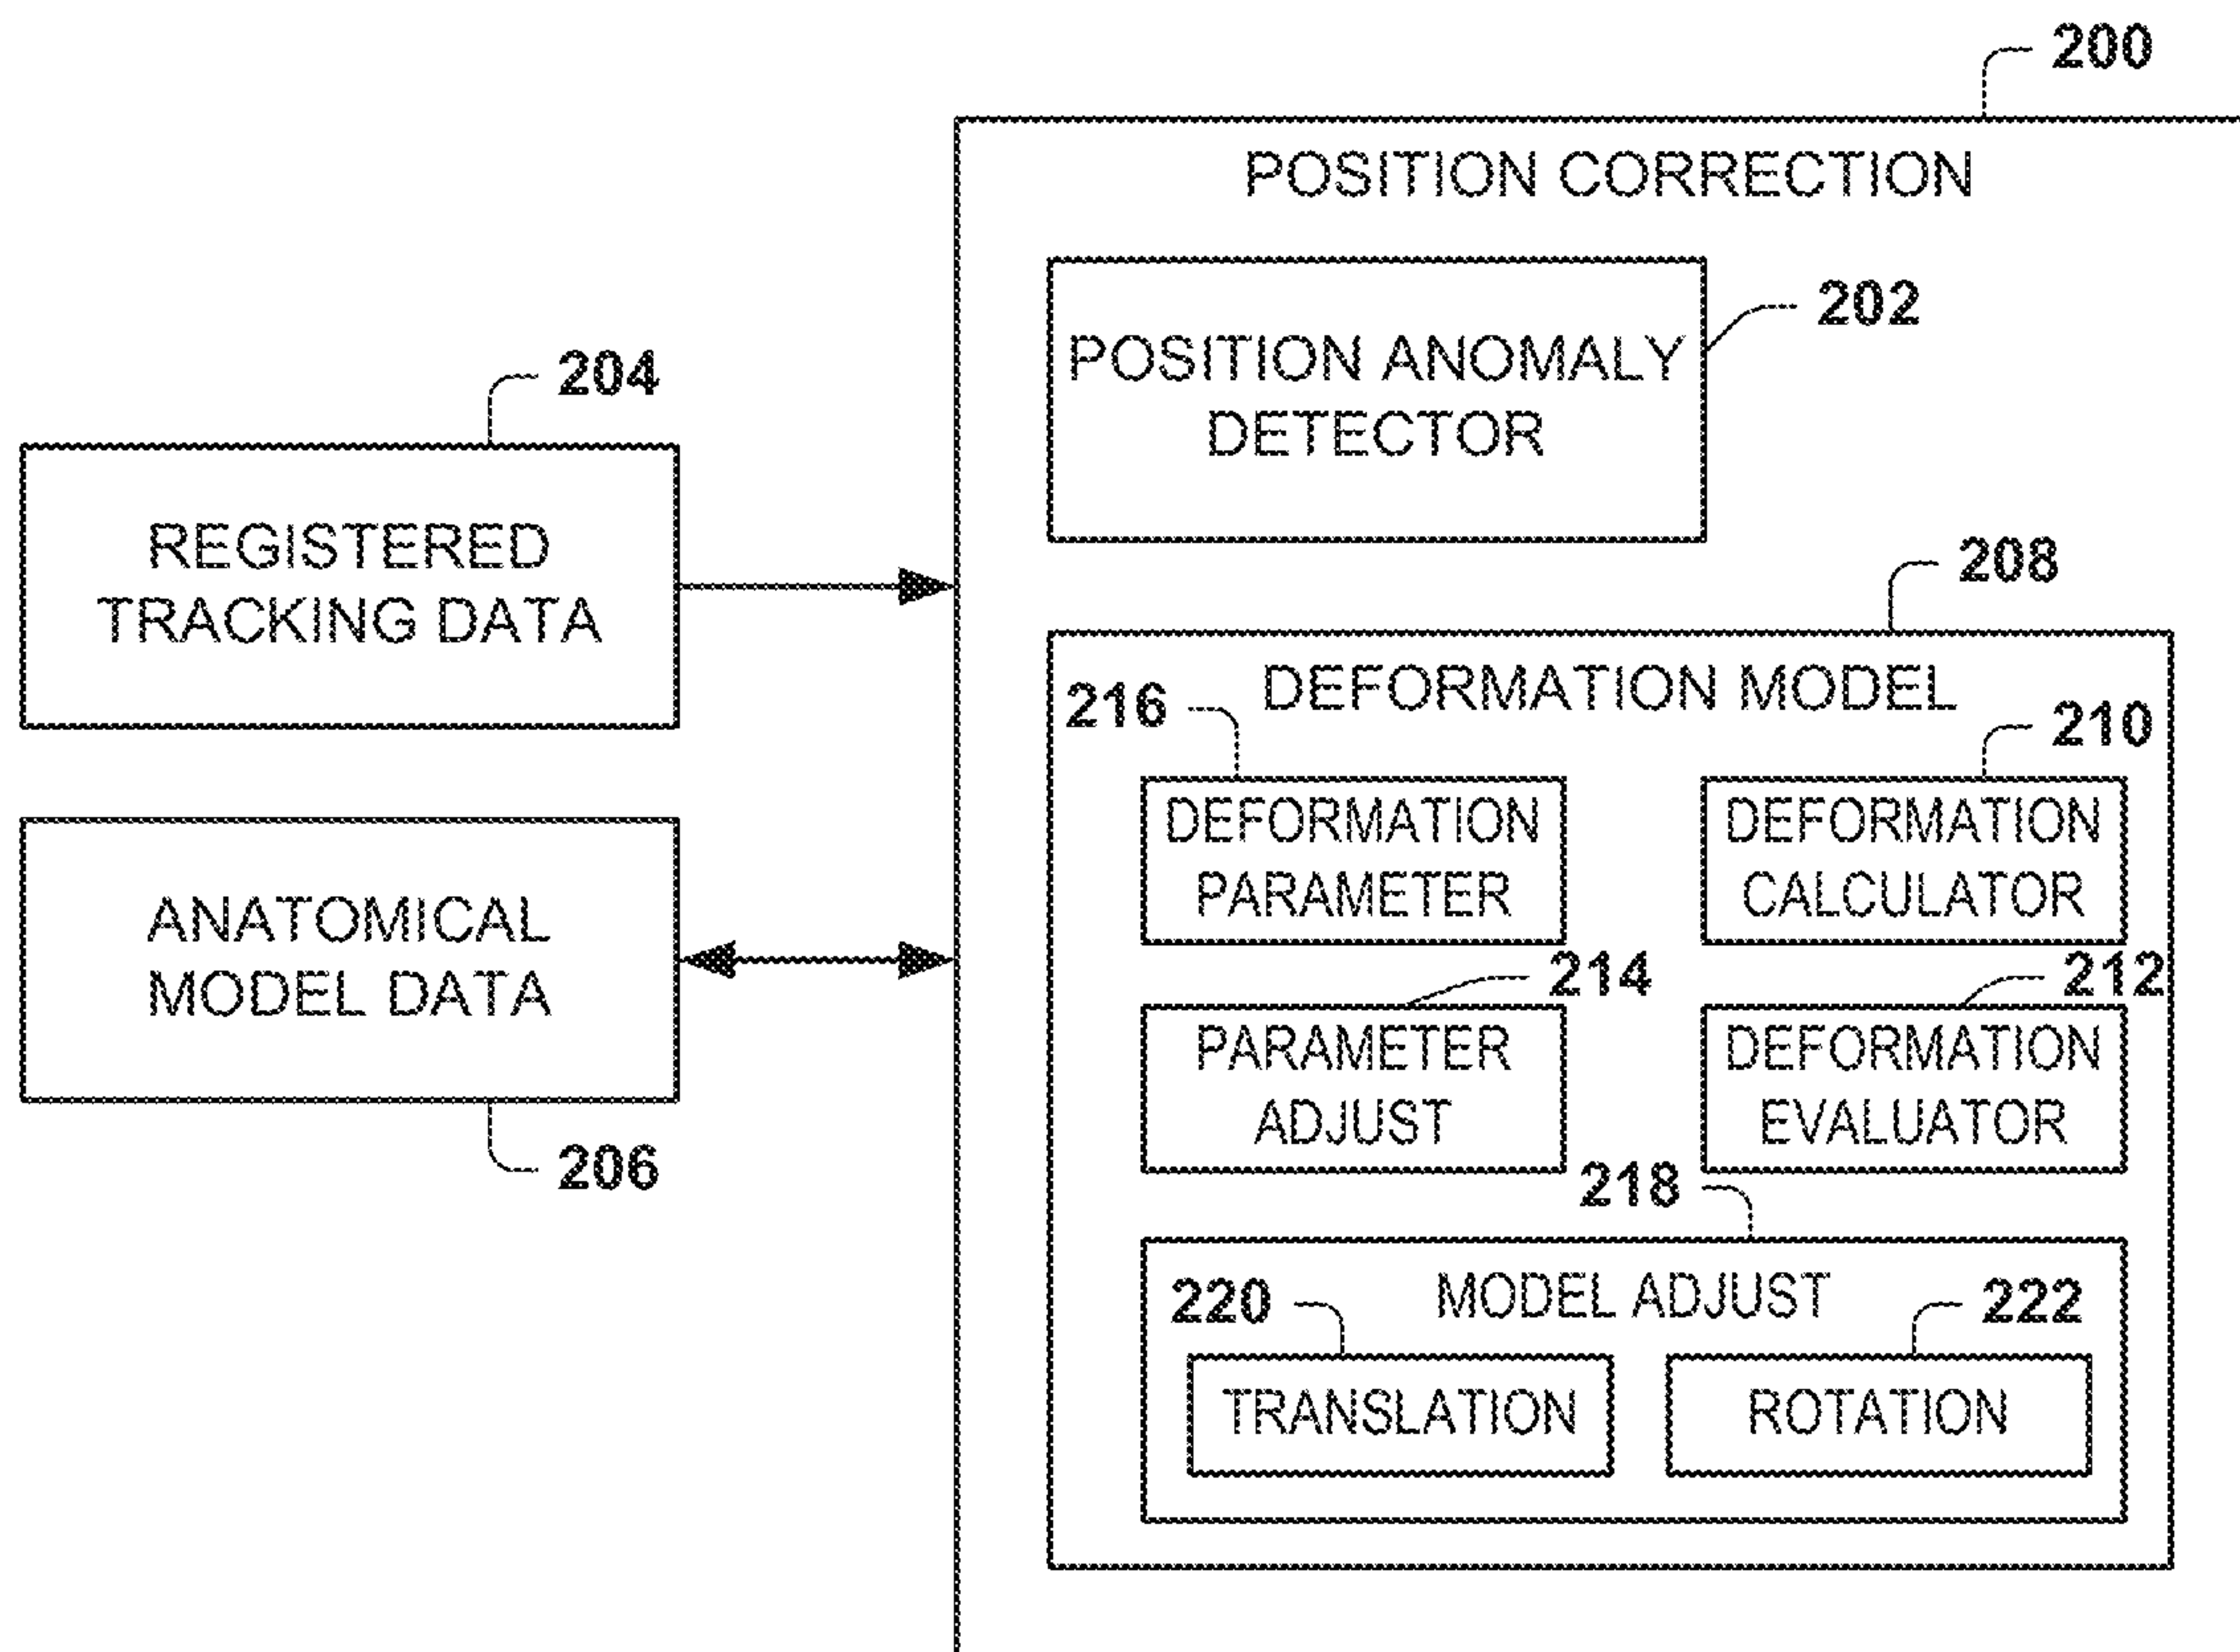 200
POSITION CORRECTION
202
POSITION ANOMALY
DETECTOR
204
REGISTERED
TRACKING DATA
ANATOMICAL
MODEL DATA
206
208
DEFORMATION MODEL
216
DEFORMATION
PARAMETER
210
DEFORMATION
CALCULATOR
214
PARAMETER
ADJUST
212
DEFORMATION
EVALUATOR
218
MODEL ADJUST
220
TRANSLATION
222
ROTATION